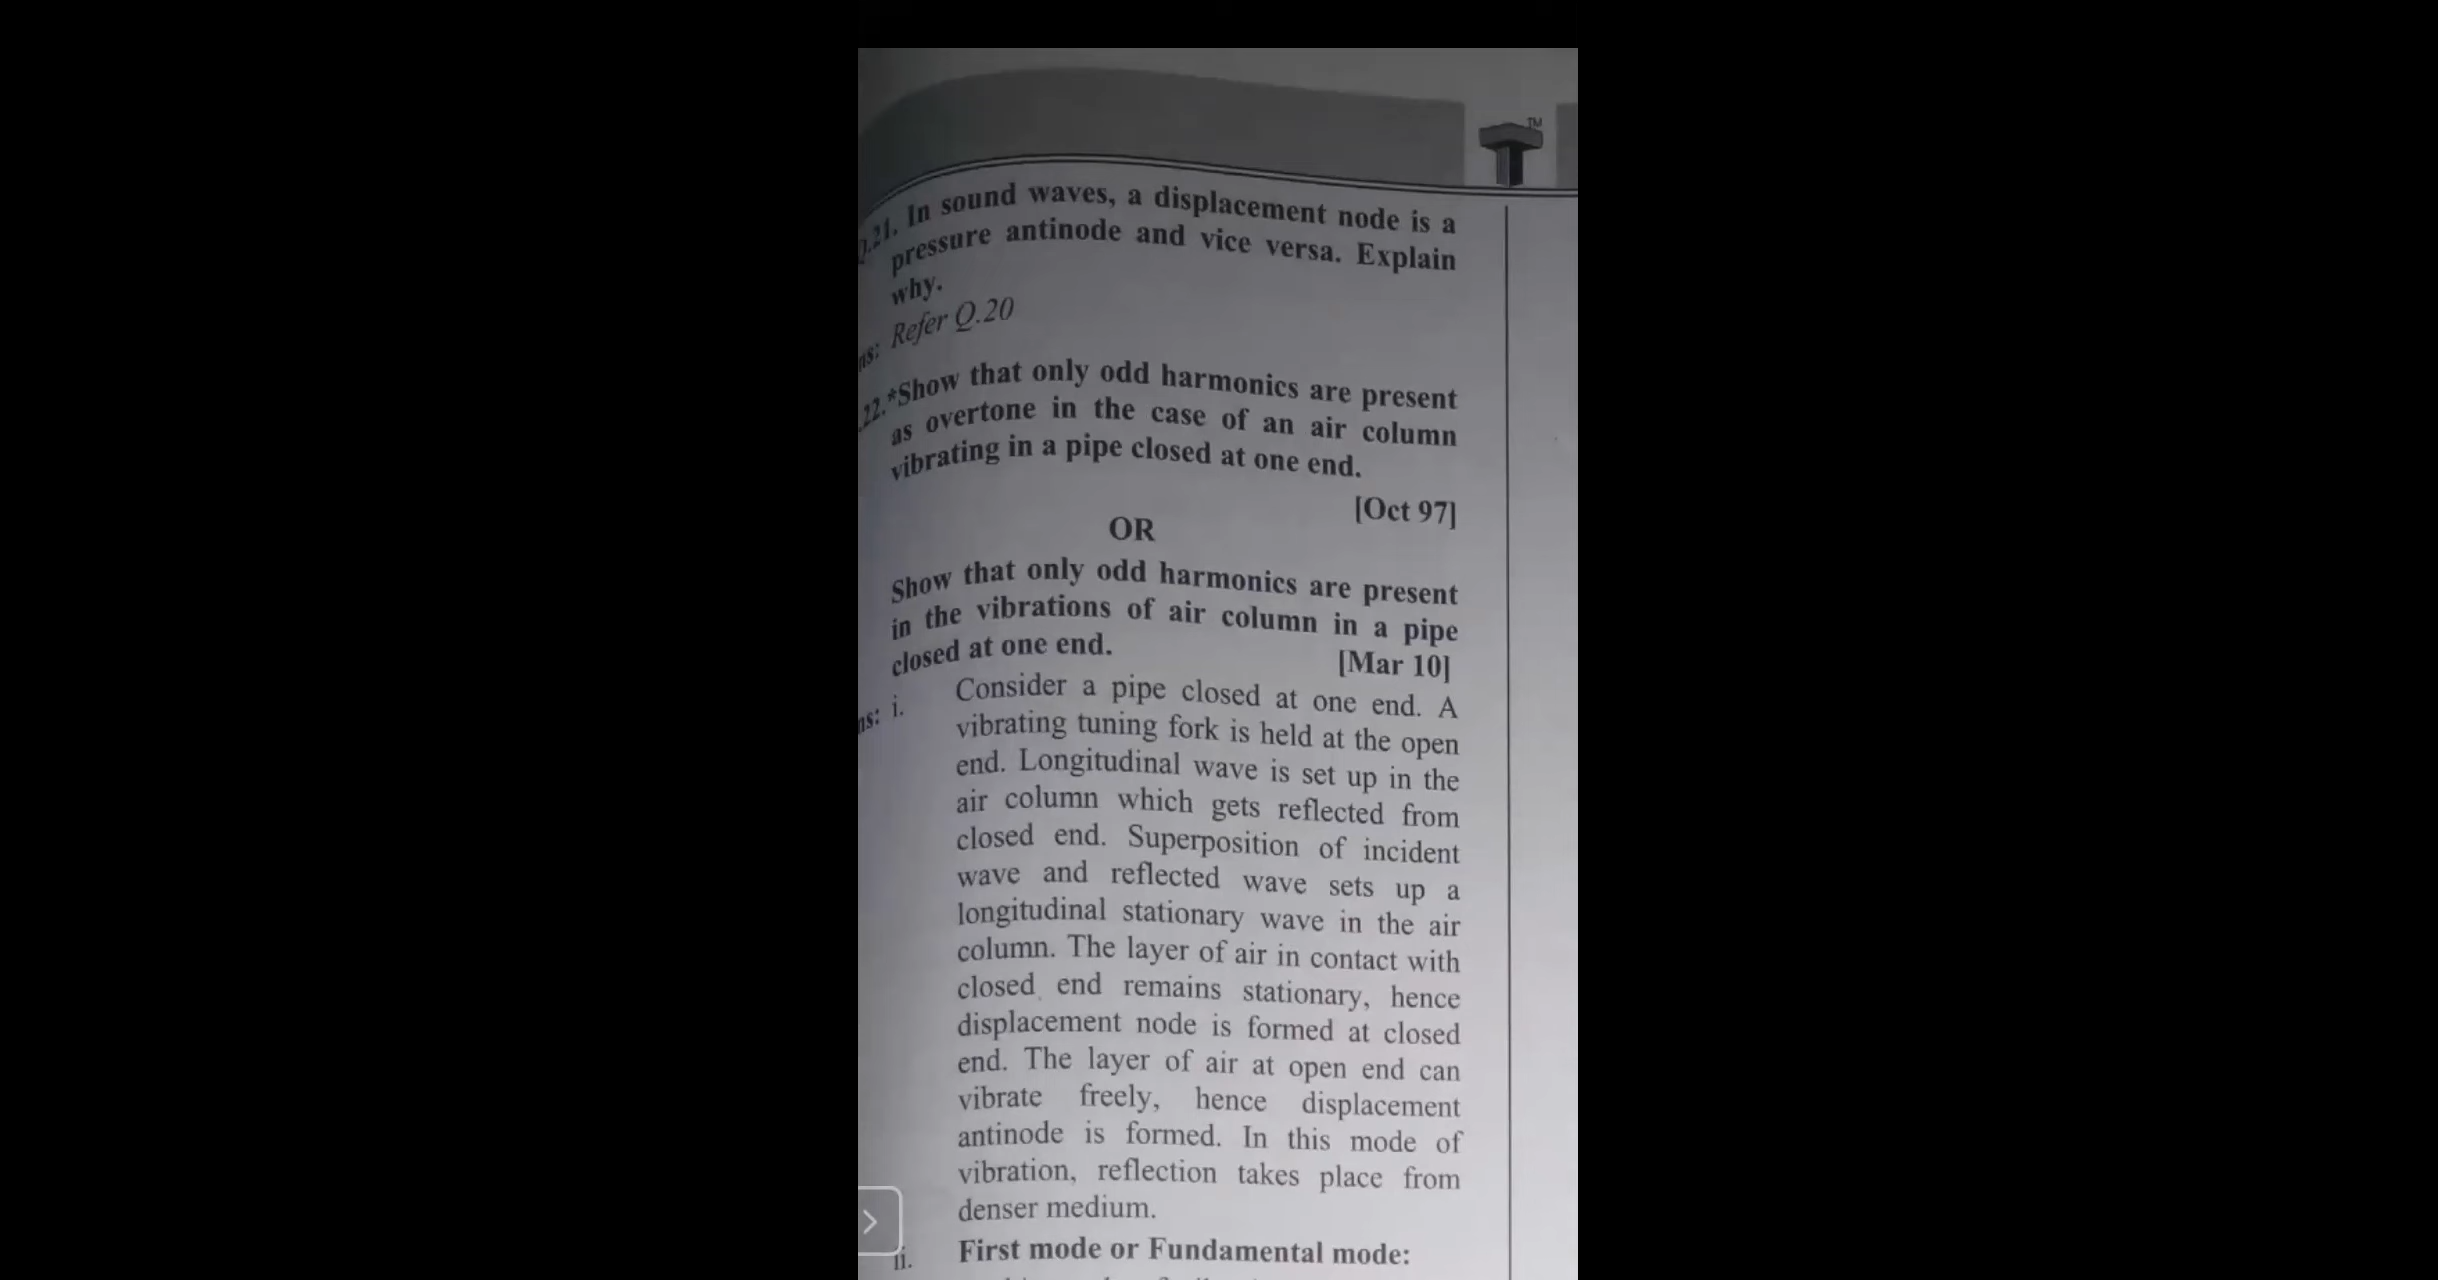 TM
Q.21. In sound waves, a displacement node is a
pressure antinode and vice versa. Explain
why.
ns: Refer Q.20
.22.*Show that only odd harmonics are present
as overtone in the case of an air column
vibrating in a pipe closed at one end.
[Oct 97]
OR
Show that only odd harmonics are present
in the vibrations of air column in a pipe
closed at one end. [Mar 10]
ns: i. Consider a pipe closed at one end. A
vibrating tuning fork is held at the open
end. Longitudinal wave is set up in the
air column which gets reflected from
closed end. Superposition of incident
wave and reflected wave sets up a
longitudinal stationary wave in the air
column. The layer of air in contact with
closed end remains stationary, hence
displacement node is formed at closed
end. The layer of air at open end can
vibrate freely, hence displacement
antinode is formed. In this mode of
vibration, reflection takes place from
denser medium.
ii. First mode or Fundamental mode: